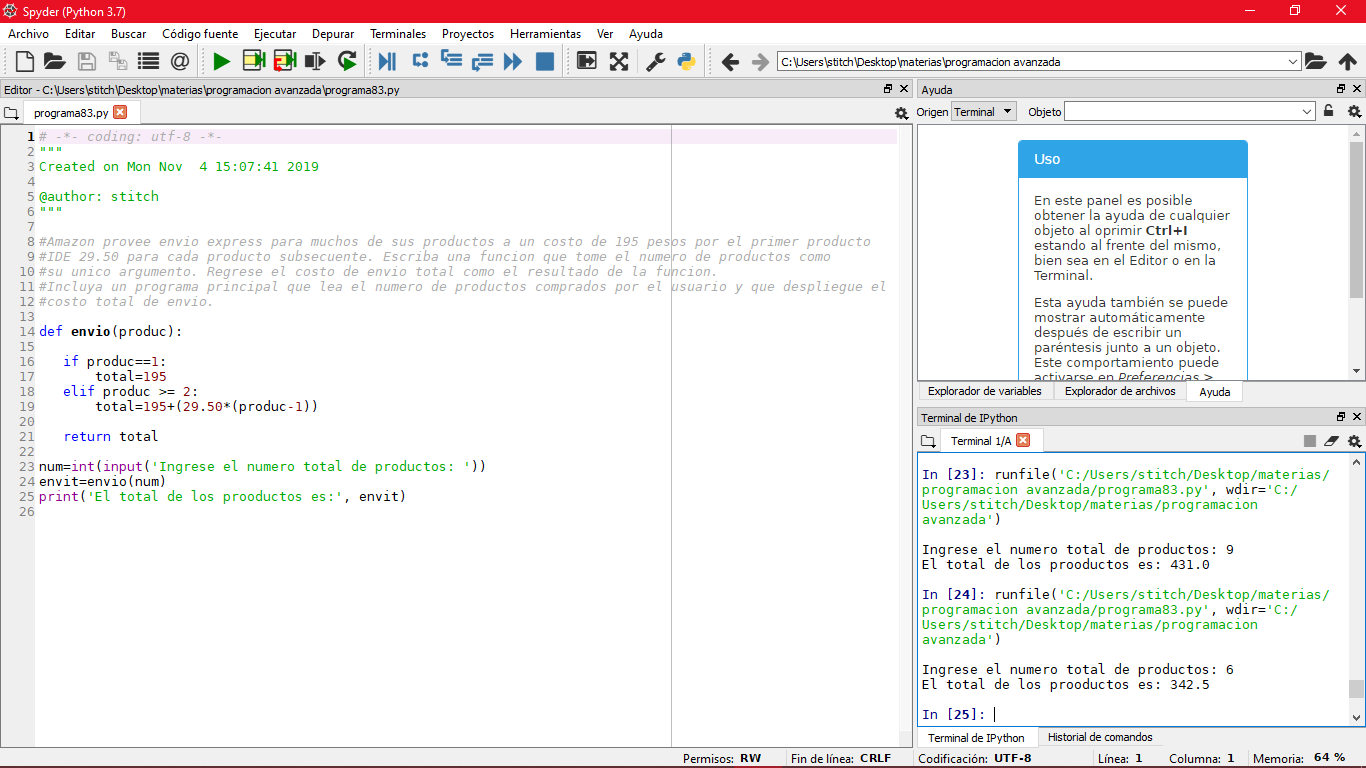 Spyder (Python 3.7)
Archivo Editar Buscar Código fuente Ejecutar Depurar Terminales Proyectos Herramientas Ver Ayuda
C:\Users\stitch\Desktop\materias\programacion avanzada
Editor - C:\Users\stitch\Desktop\materias\programacion avanzada\programa83.py
programa83.py
1 # -*- coding: utf-8 -*-
2 """
3 Created on Mon Nov  4 15:07:41 2019
4
5 @author: stitch
6 """
7
8 #Amazon provee envio express para muchos de sus productos a un costo de 195 pesos por el primer producto
9 #IDE 29.50 para cada producto subsecuente. Escriba una funcion que tome el numero de productos como
10 #su unico argumento. Regrese el costo de envio total como el resultado de la funcion.
11 #Incluya un programa principal que lea el numero de productos comprados por el usuario y que despliegue el
12 #costo total de envio.
13
14 def envio(produc):
15
16    if produc==1:
17        total=195
18    elif produc >= 2:
19        total=195+(29.50*(produc-1))
20
21    return total
22
23 num=int(input('Ingrese el numero total de productos: '))
24 envit=envio(num)
25 print('El total de los prooductos es:', envit)
26
Ayuda
Origen Terminal Objeto
Uso
En este panel es posible
obtener la ayuda de cualquier
objeto al oprimir Ctrl+I
estando al frente del mismo,
bien sea en el Editor o en la
Terminal.
Esta ayuda también se puede
mostrar automáticamente
después de escribir un
paréntesis junto a un objeto.
Este comportamiento puede
activarse en Preferencias >
Explorador de variables Explorador de archivos Ayuda
Terminal de IPython
Terminal 1/A
In [23]: runfile('C:/Users/stitch/Desktop/materias/
programacion avanzada/programa83.py', wdir='C:/
Users/stitch/Desktop/materias/programacion
avanzada')
Ingrese el numero total de productos: 9
El total de los prooductos es: 431.0
In [24]: runfile('C:/Users/stitch/Desktop/materias/
programacion avanzada/programa83.py', wdir='C:/
Users/stitch/Desktop/materias/programacion
avanzada')
Ingrese el numero total de productos: 6
El total de los prooductos es: 342.5
In [25]:
Terminal de IPython Historial de comandos
Permisos: RW Fin de línea: CRLF Codificación: UTF-8 Línea: 1 Columna: 1 Memoria: 64 %